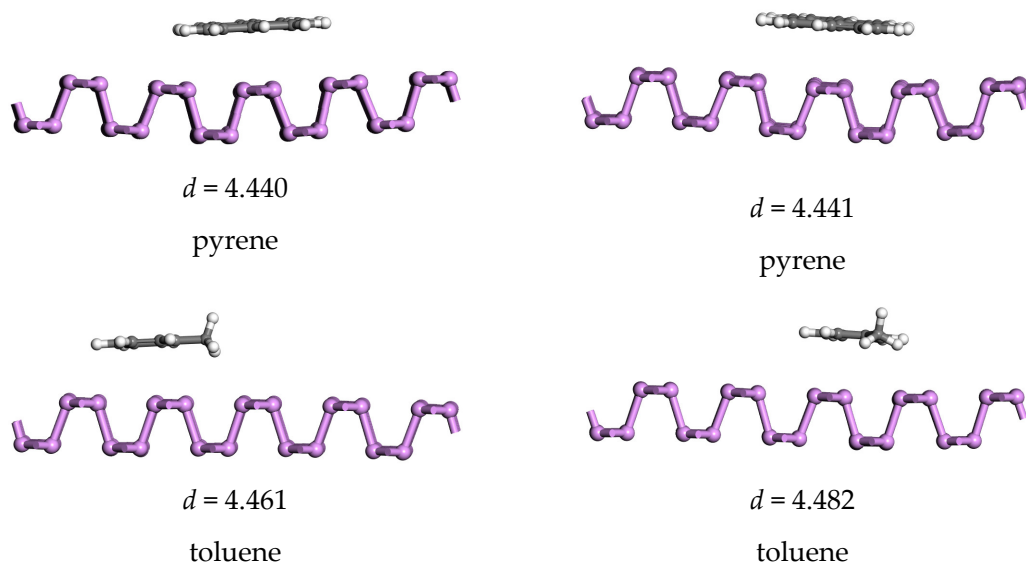 d = 4.440
pyrene
d = 4.441
pyrene
d = 4.461
toluene
d = 4.482
toluene